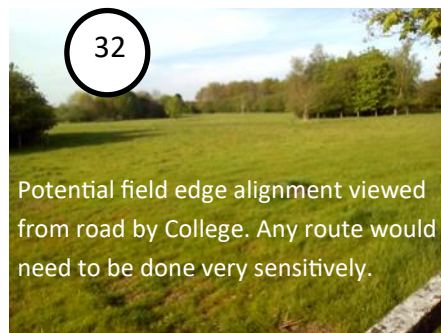 32
Potential field edge alignment viewed
from road by College. Any route would
need to be done very sensitively.